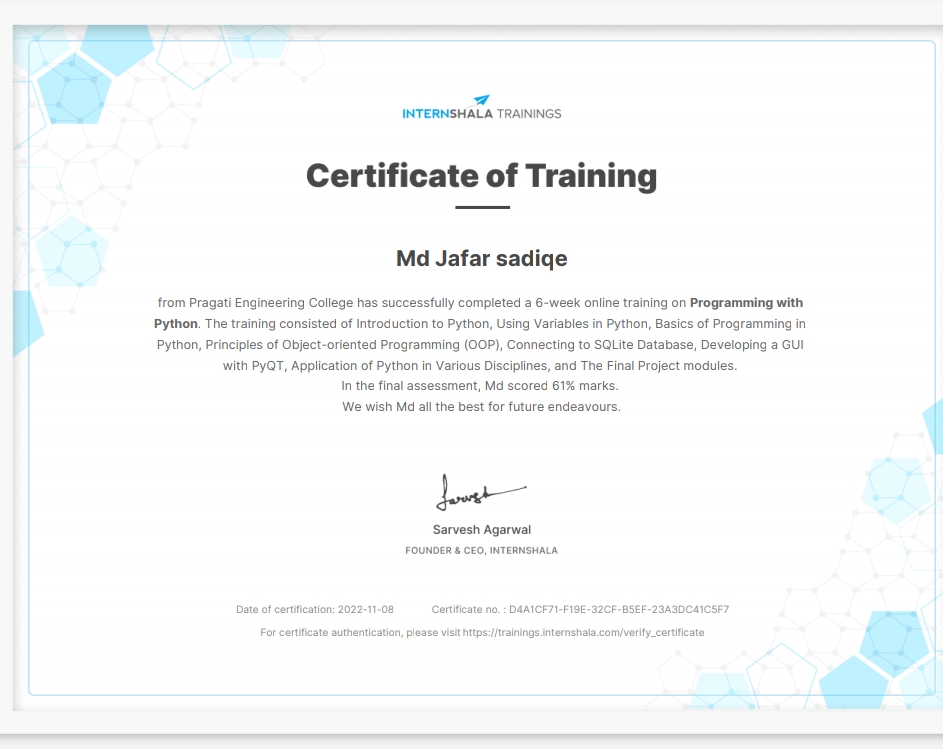 INTERNSHALA TRAININGS
Certificate of Training
Md Jafar sadiqe
from Pragati Engineering College has successfully completed a 6-week online training on Programming with
Python. The training consisted of Introduction to Python, Using Variables in Python, Basics of Programming in
Python, Principles of Object-oriented Programming (OOP), Connecting to SQLite Database, Developing a GUI
with PyQT, Application of Python in Various Disciplines, and The Final Project modules.
In the final assessment, Md scored 61% marks.
We wish Md all the best for future endeavours.
Sarvesh
Sarvesh Agarwal
FOUNDER & CEO, INTERNSHALA
Date of certification: 2022-11-08 Certificate no. : D4A1CF71-F19E-32CF-B5EF-23A3DC41C5F7
For certificate authentication, please visit https://trainings.internshala.com/verify_certificate